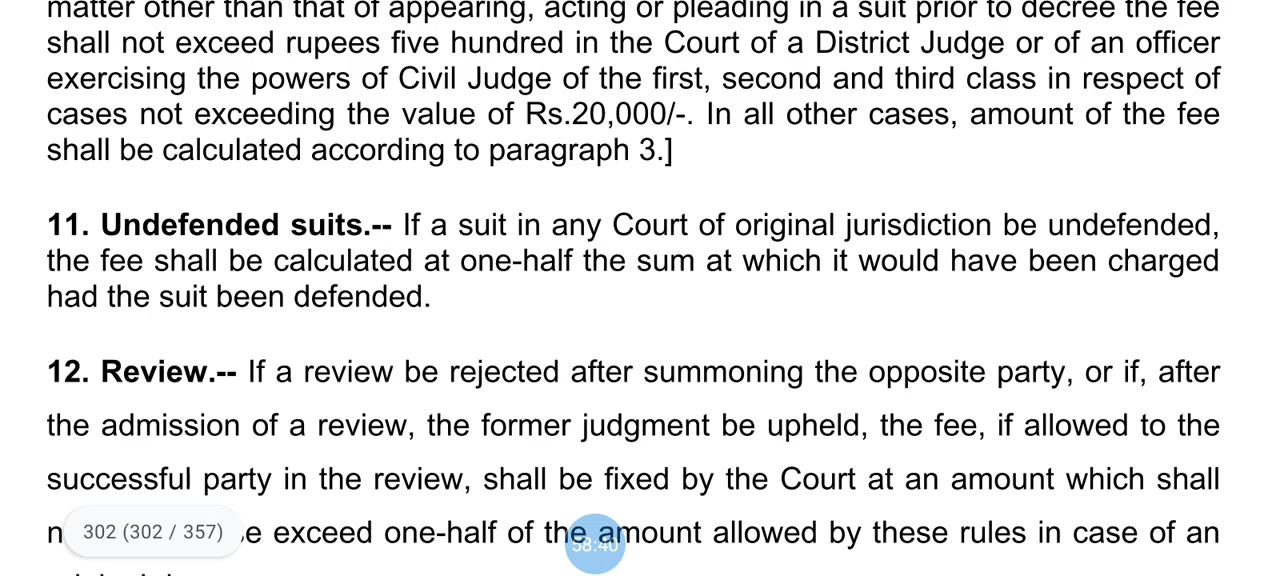 matter other than that of appearing, acting or pleading in a suit prior to decree the fee
shall not exceed rupees five hundred in the Court of a District Judge or of an officer
exercising the powers of Civil Judge of the first, second and third class in respect of
cases not exceeding the value of Rs.20,000/-. In all other cases, amount of the fee
shall be calculated according to paragraph 3.]
11. Undefended suits.-- If a suit in any Court of original jurisdiction be undefended,
the fee shall be calculated at one-half the sum at which it would have been charged
had the suit been defended.
12. Review.-- If a review be rejected after summoning the opposite party, or if, after
the admission of a review, the former judgment be upheld, the fee, if allowed to the
successful party in the review, shall be fixed by the Court at an amount which shall
302 (302 / 357) exceed one-half of the amount allowed by these rules in case of an
58:40